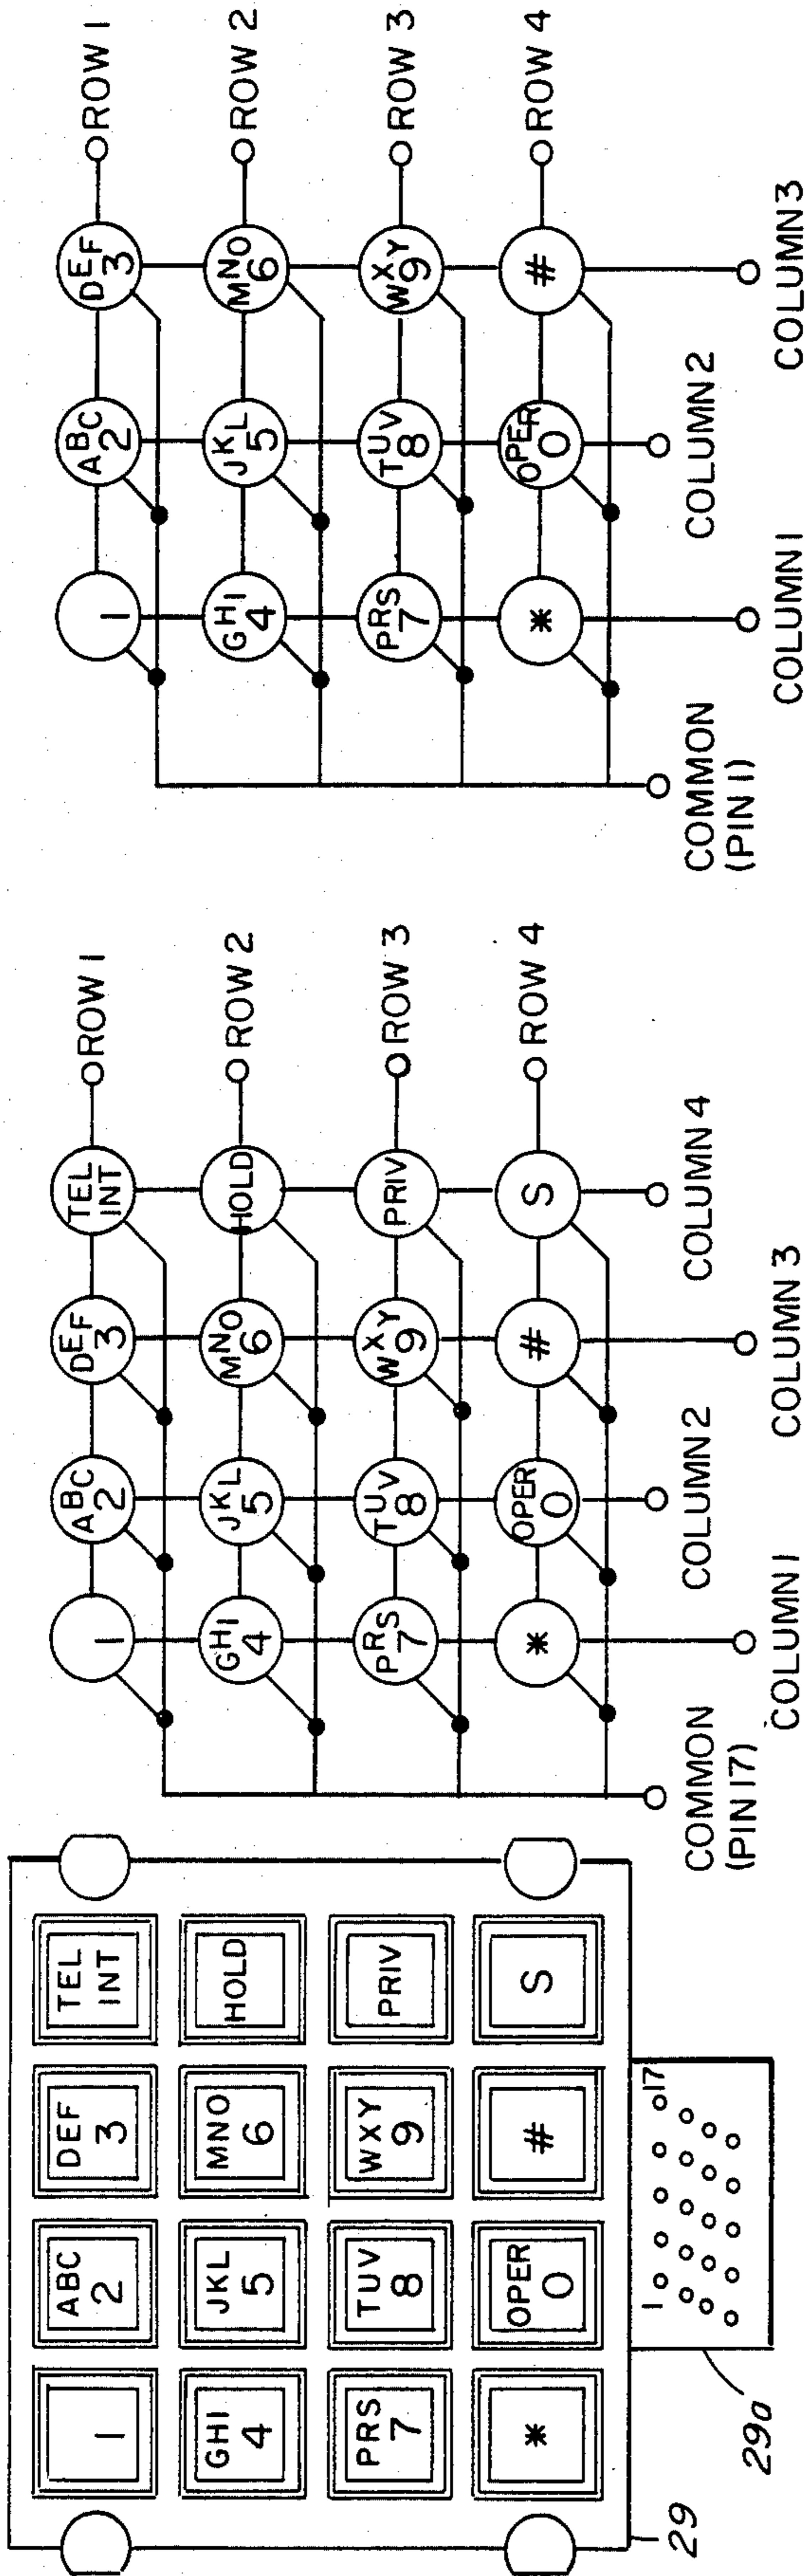 ABC
DEF
TEL
1
2
3
INT
GHI
JKL
MNO
HOLD
4
5
6
PRS
TUV
WXY
PRIV
7
8
9
*
OPER
0
#
S
1
17
29
29a
1
ABC
2
DEF
3
TEL
INT
ROW 1
GHI
4
JKL
5
MNO
6
HOLD
ROW 2
PRS
7
TUV
8
WXY
9
PRIV
ROW 3
*
OPER
0
#
S
ROW 4
COMMON
(PIN 17)
COLUMN 1
COLUMN 2
COLUMN 3
COLUMN 4
1
ABC
2
DEF
3
ROW 1
GHI
4
JKL
5
MNO
6
ROW 2
PRS
7
TUV
8
WXY
9
ROW 3
*
OPER
0
#
ROW 4
COMMON
(PIN 1)
COLUMN 1
COLUMN 2
COLUMN 3